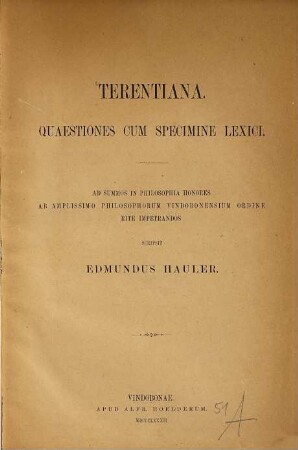 TERENTIANA.
QUAESTIONES CUM SPECIMINE LEXICI.
AD SUMMOS IN PHILOSOPHIA HONORES
AB AMPLISSIMO PHILOSOPHORUM VINDOBONENSIUM ORDINE
RITE IMPETRANDOS
SCRIPSIT
EDMUNDUS HAULER.
VINDOBONAE.
APUD ALFR. HOELDERUM.
51 A